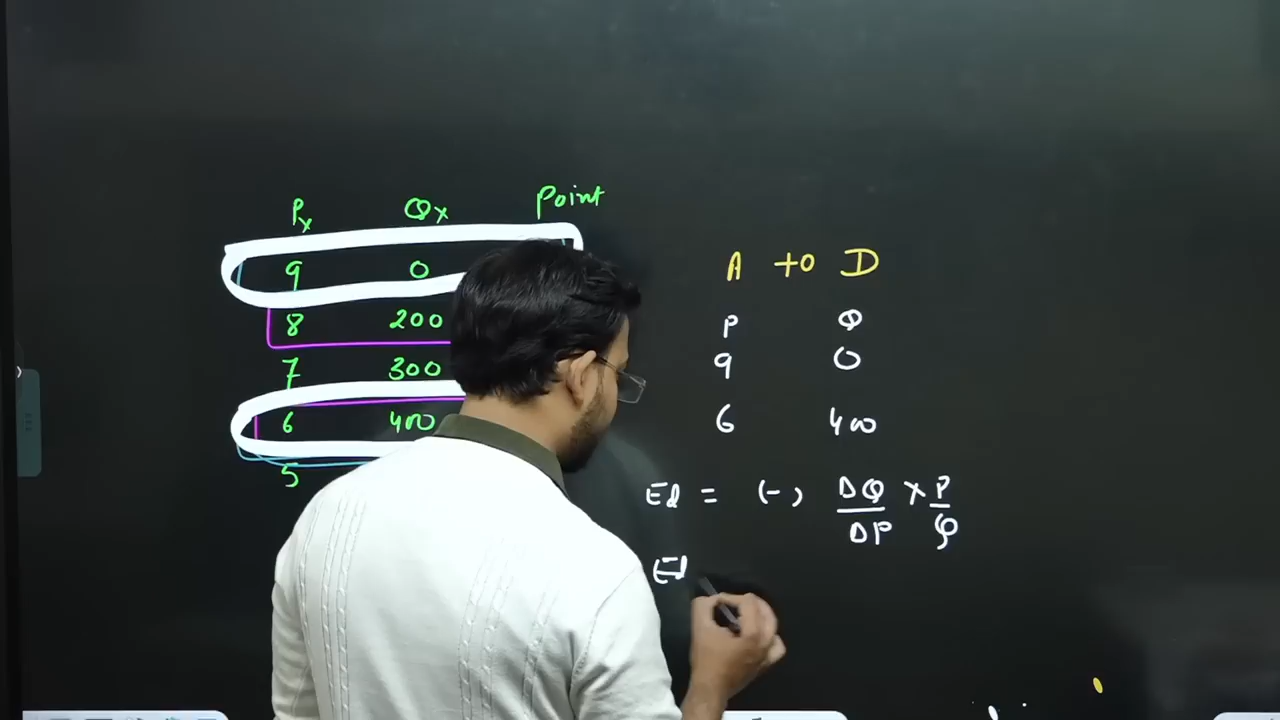 Px Qx Point
9 0
8 200
7 300
6 400
5
A to D
P Q
9 0
6 400
Ed = (-) ΔQ/ΔP × P/Q
Ed